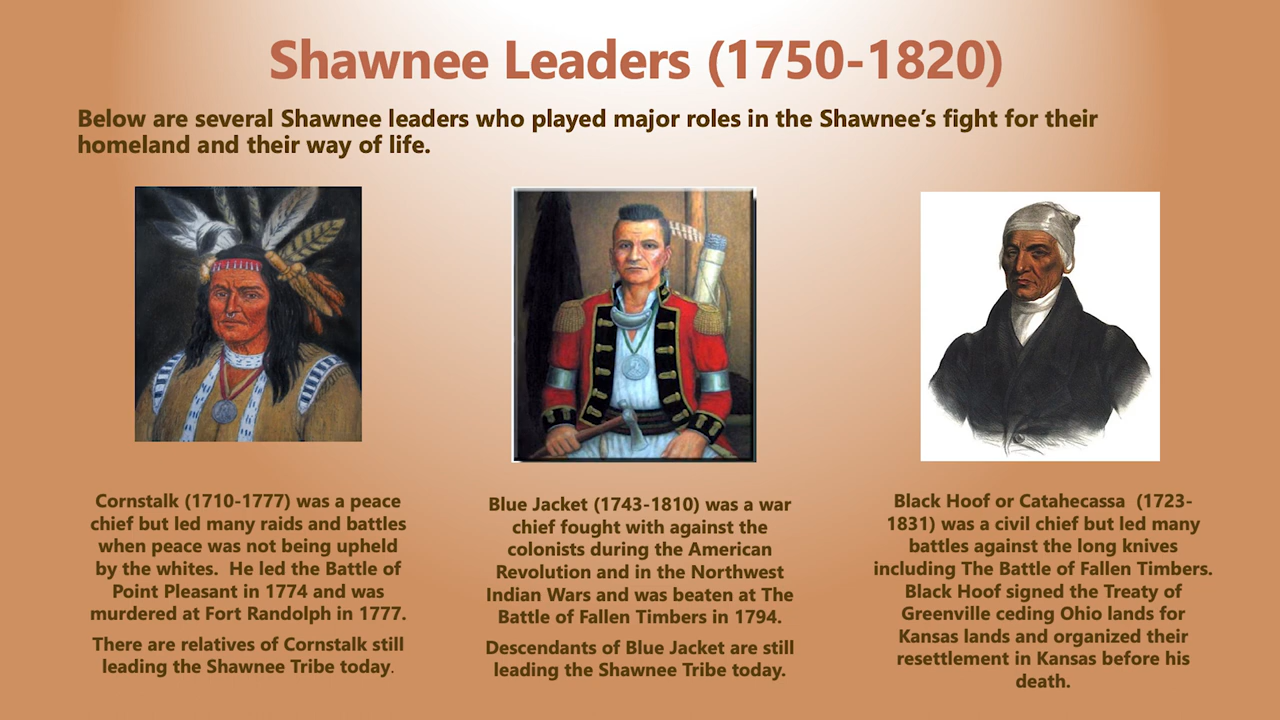 Shawnee Leaders (1750-1820)
Below are several Shawnee leaders who played major roles in the Shawnee’s fight for their
homeland and their way of life.
Cornstalk (1710-1777) was a peace
chief but led many raids and battles
when peace was not being upheld
by the whites.  He led the Battle of
Point Pleasant in 1774 and was
murdered at Fort Randolph in 1777.
There are relatives of Cornstalk still
leading the Shawnee Tribe today.
Blue Jacket (1743-1810) was a war
chief fought with against the
colonists during the American
Revolution and in the Northwest
Indian Wars and was beaten at The
Battle of Fallen Timbers in 1794.
Descendants of Blue Jacket are still
leading the Shawnee Tribe today.
Black Hoof or Catahecassa  (1723-
1831) was a civil chief but led many
battles against the long knives
including The Battle of Fallen Timbers.
Black Hoof signed the Treaty of
Greenville ceding Ohio lands for
Kansas lands and organized their
resettlement in Kansas before his
death.